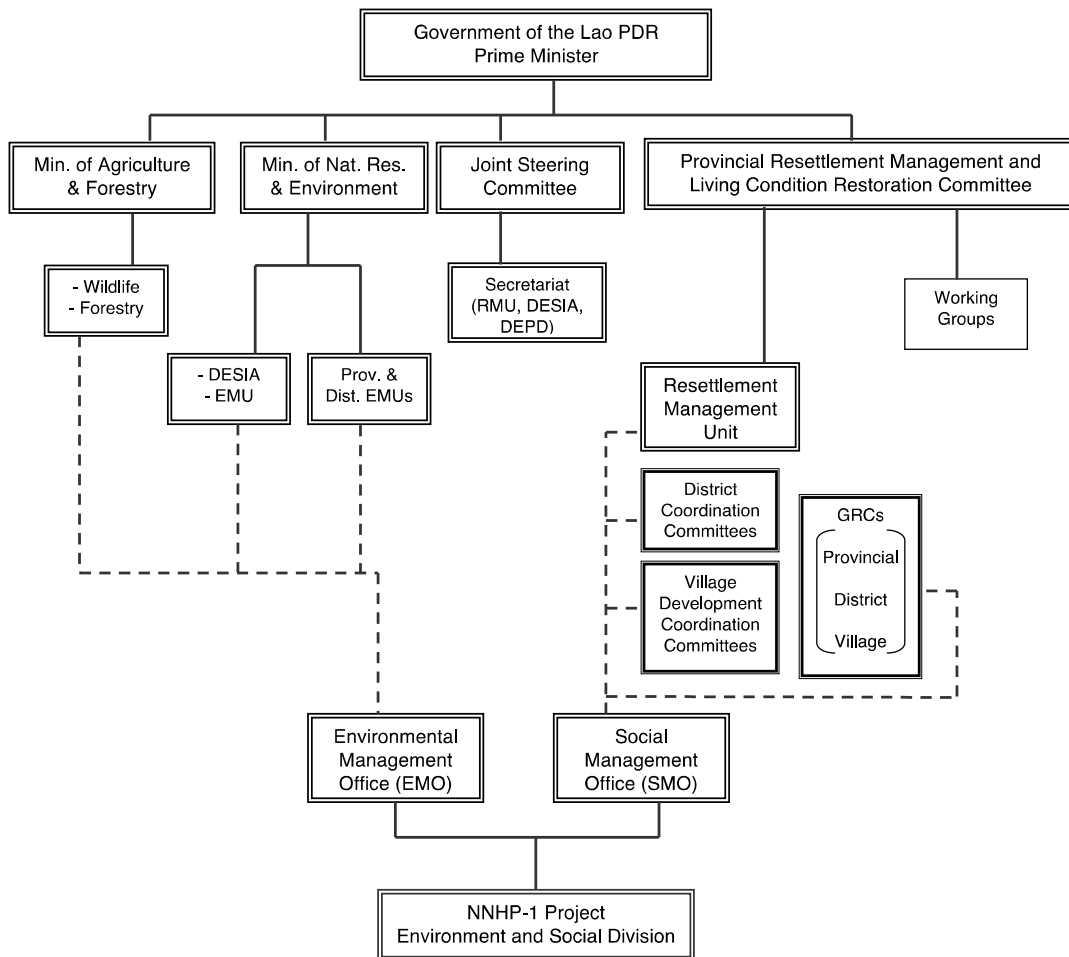 Government of the Lao PDR
Prime Minister
Min. of Agriculture
& Forestry
Min. of Nat. Res.
& Environment
Joint Steering
Committee
Provincial Resettlement Management and
Living Condition Restoration Committee
- Wildlife
- Forestry
Secretariat
(RMU, DESIA,
DEPD)
Working
Groups
- DESIA
- EMU
Prov. &
Dist. EMUs
Resettlement
Management
Unit
District
Coordination
Committees
GRCs
Provincial
District
Village
Village
Development
Coordination
Committees
Environmental
Management
Office (EMO)
Social
Management
Office (SMO)
NNHP-1 Project
Environment and Social Division